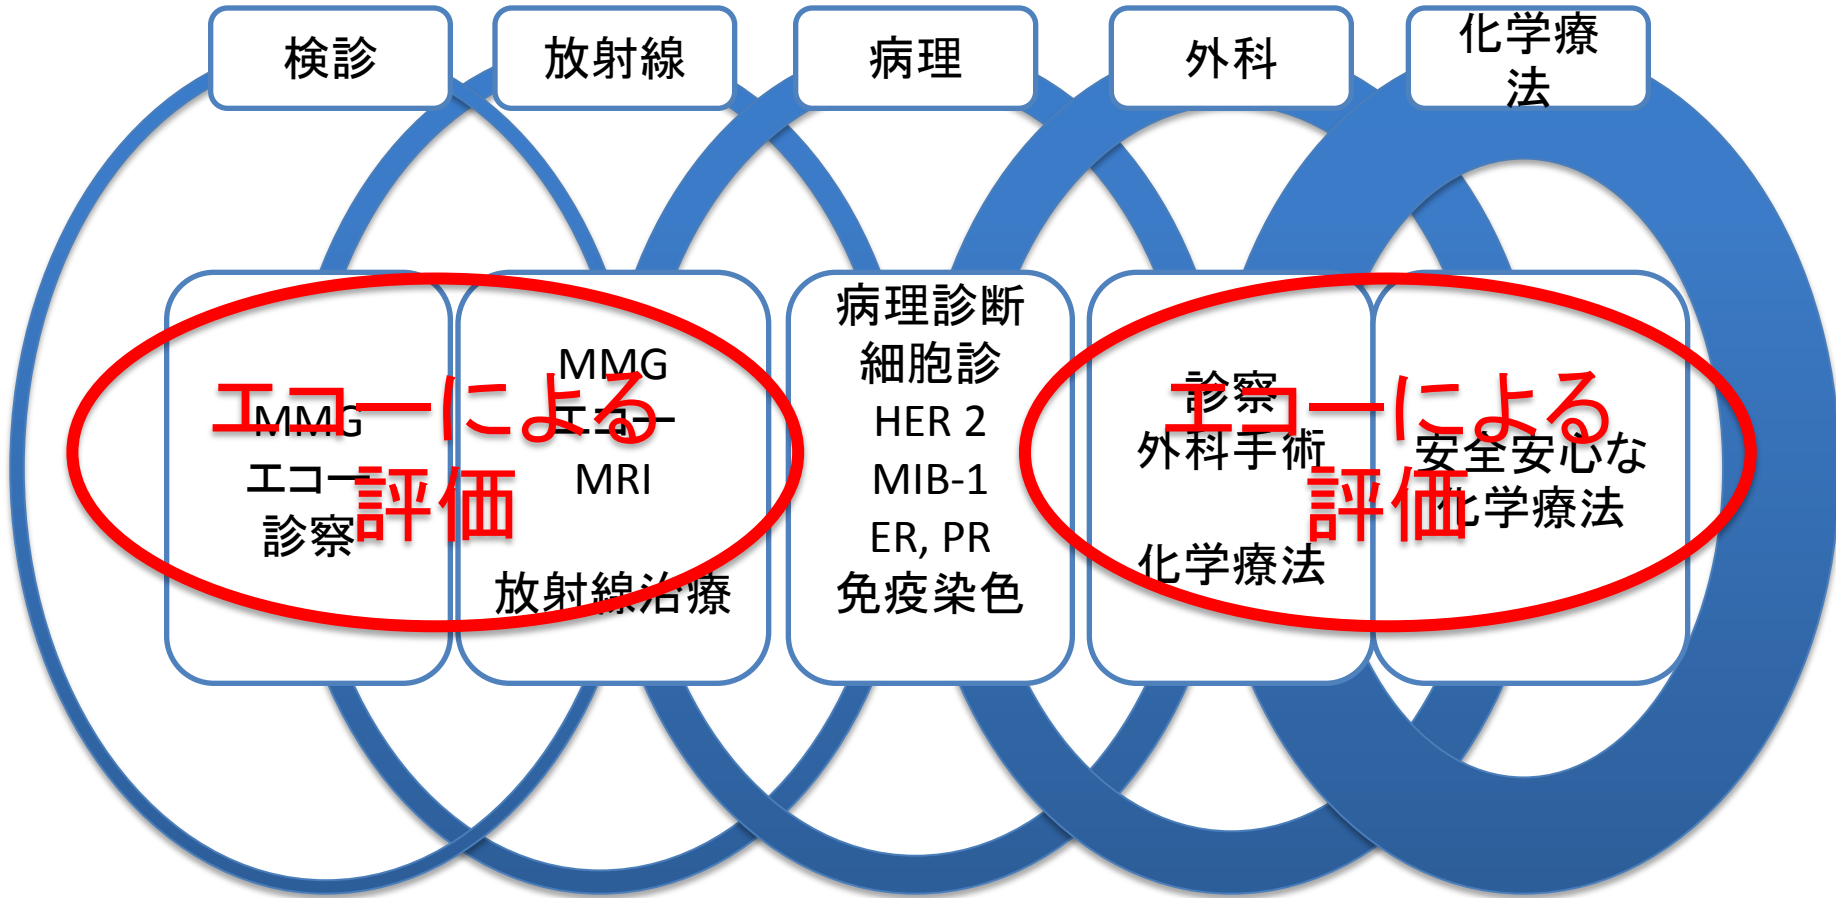 検診
放射線
病理
外科
化学療
法
MMG
エコー
診察
MMG
エコー
MRI
放射線治療
エコーによる
評価
病理診断
細胞診
HER 2
MIB-1
ER, PR
免疫染色
診察
外科手術
化学療法
安全安心な
化学療法
エコーによる
評価